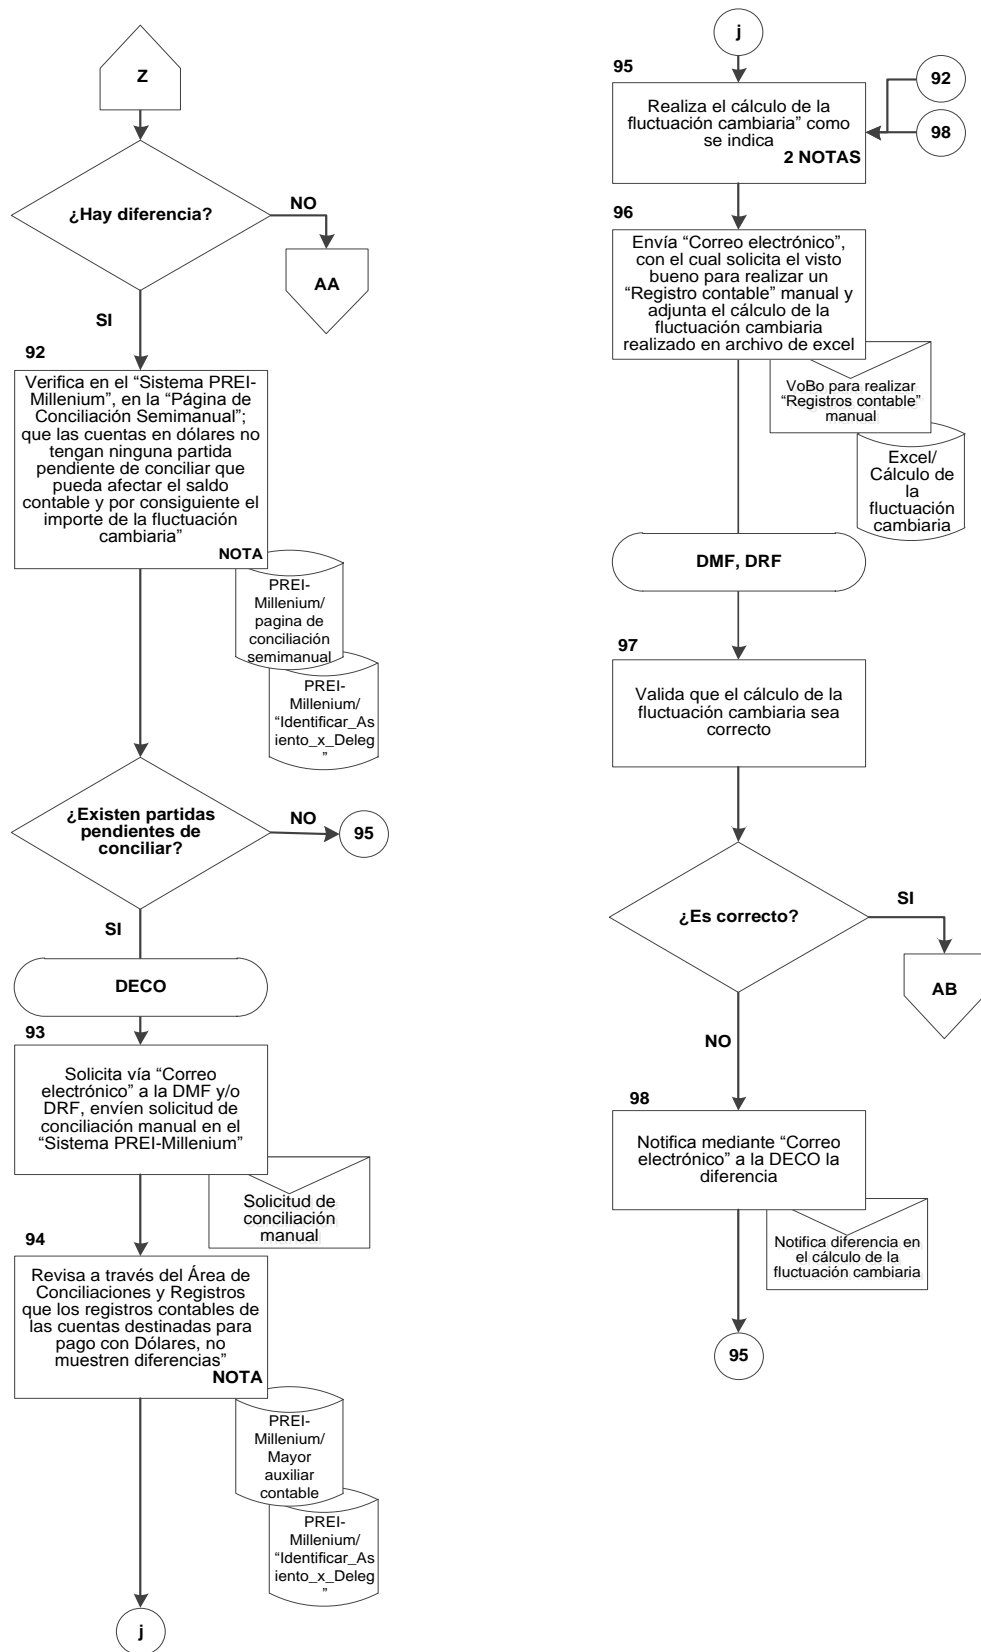 Z
¿Hay diferencia?
NO
AA
SI
92
Verifica en el “Sistema PREI-
Millenium”, en la “Página de
Conciliación Semimanual”;
que las cuentas en dólares no
tengan ninguna partida
pendiente de conciliar que
pueda afectar el saldo
contable y por consiguiente el
importe de la fluctuación
cambiaria”
NOTA
PREI-
Millenium/
pagina de
conciliación
semimanual
PREI-
Millenium/
“Identificar_As
iento_x_Deleg
”
¿Existen partidas
pendientes de
conciliar?
NO
95
SI
DECO
93
Solicita vía “Correo
electrónico” a la DMF y/o
DRF, envíen solicitud de
conciliación manual en el
“Sistema PREI-Millenium”
Solicitud de
conciliación
manual
94
Revisa a través del Área de
Conciliaciones y Registros
que los registros contables de
las cuentas destinadas para
pago con Dólares, no
muestren diferencias”
NOTA
PREI-
Millenium/
Mayor
auxiliar
contable
PREI-
Millenium/
“Identificar_As
iento_x_Deleg
”
j
j
95
92
98
Realiza el cálculo de la
fluctuación cambiaria” como
se indica
2 NOTAS
96
Envía “Correo electrónico”,
con el cual solicita el visto
bueno para realizar un
“Registro contable” manual y
adjunta el cálculo de la
fluctuación cambiaria
realizado en archivo de excel
VoBo para realizar
“Registros contable”
manual
Excel/
Cálculo de
la
fluctuación
cambiaria
DMF, DRF
97
Valida que el cálculo de la
fluctuación cambiaria sea
correcto
¿Es correcto?
SI
AB
NO
98
Notifica mediante “Correo
electrónico” a la DECO la
diferencia
Notifica diferencia en
el cálculo de la
fluctuación cambiaria
95